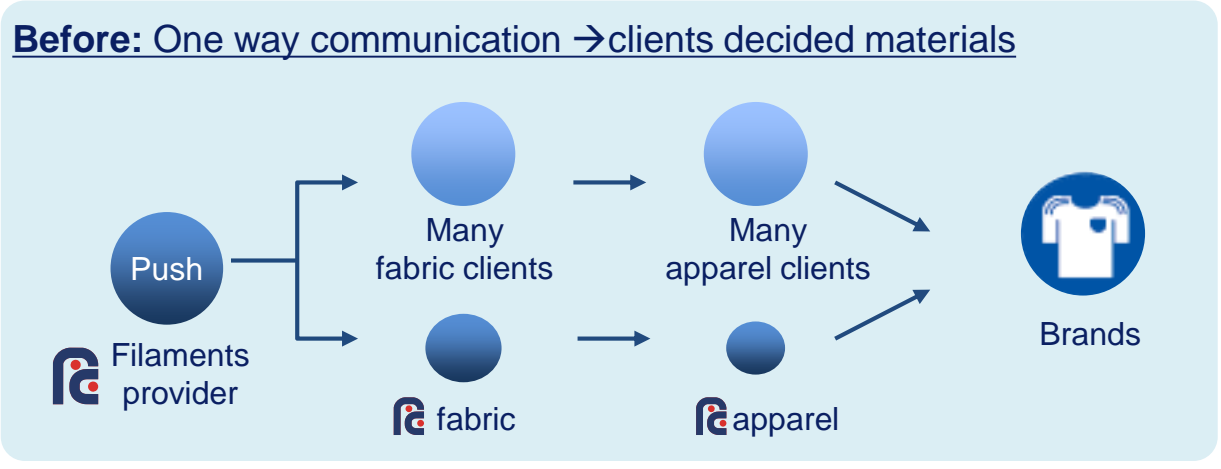 Before: One way communication →clients decided materials
Push
Filaments
provider
Many
fabric clients
Many
apparel clients
fabric
apparel
Brands